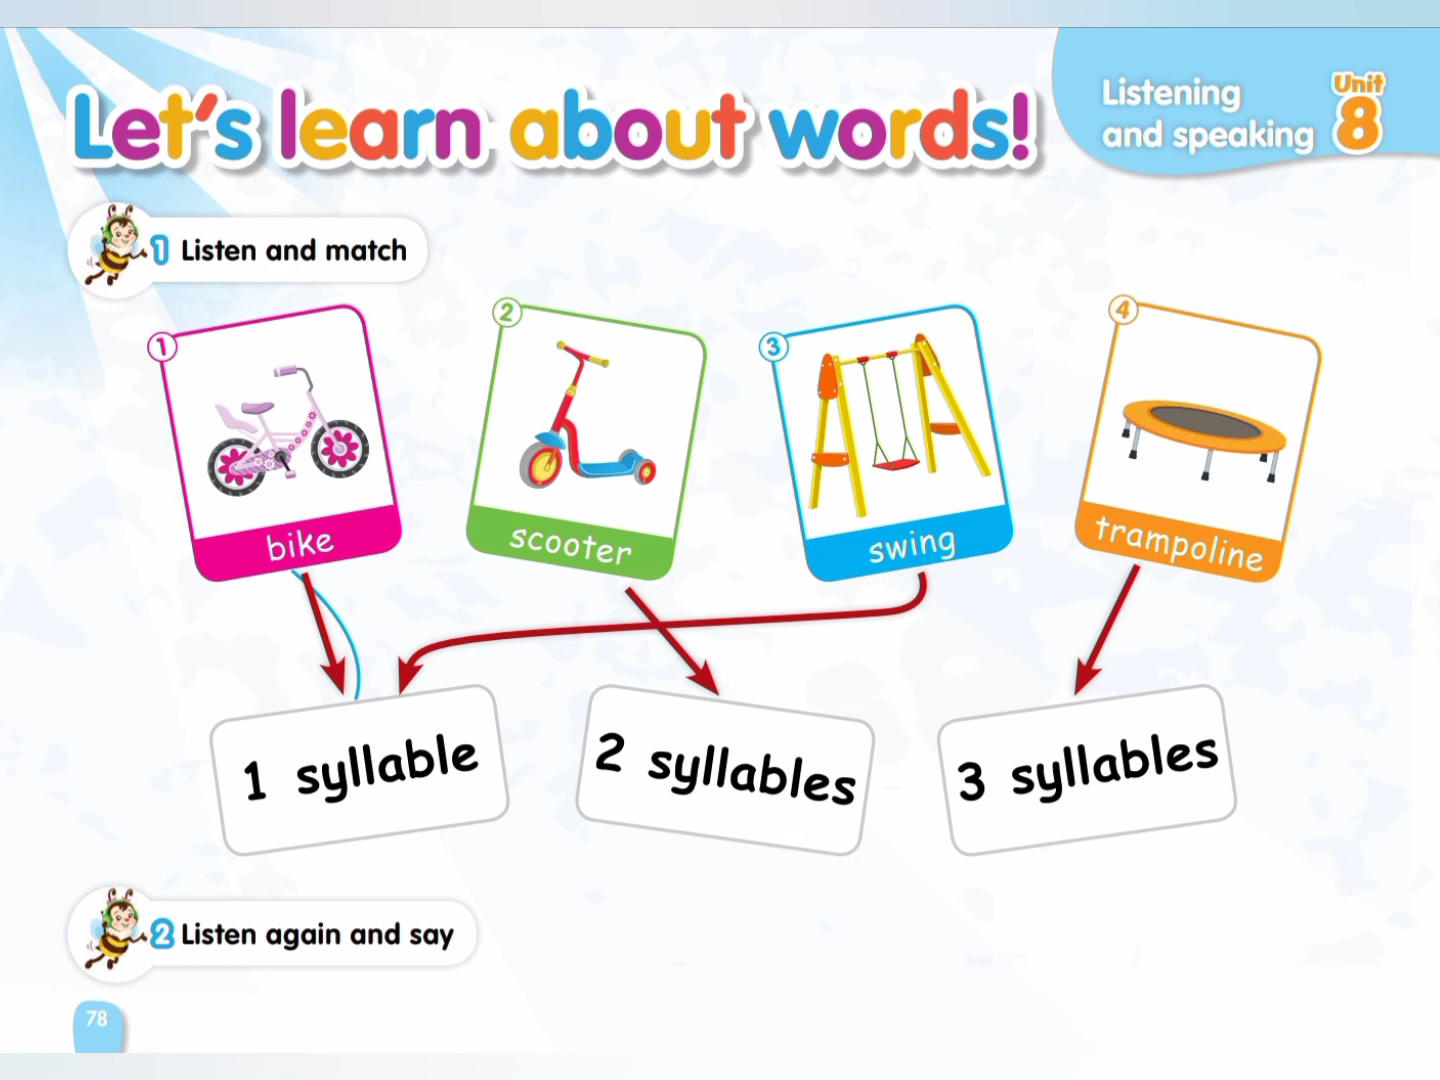 Let's learn about words!
Listening
and speaking
Unit
8
1 Listen and match
1
2
3
4
bike
scooter
swing
trampoline
1 syllable
2 syllables
3 syllables
2 Listen again and say
78